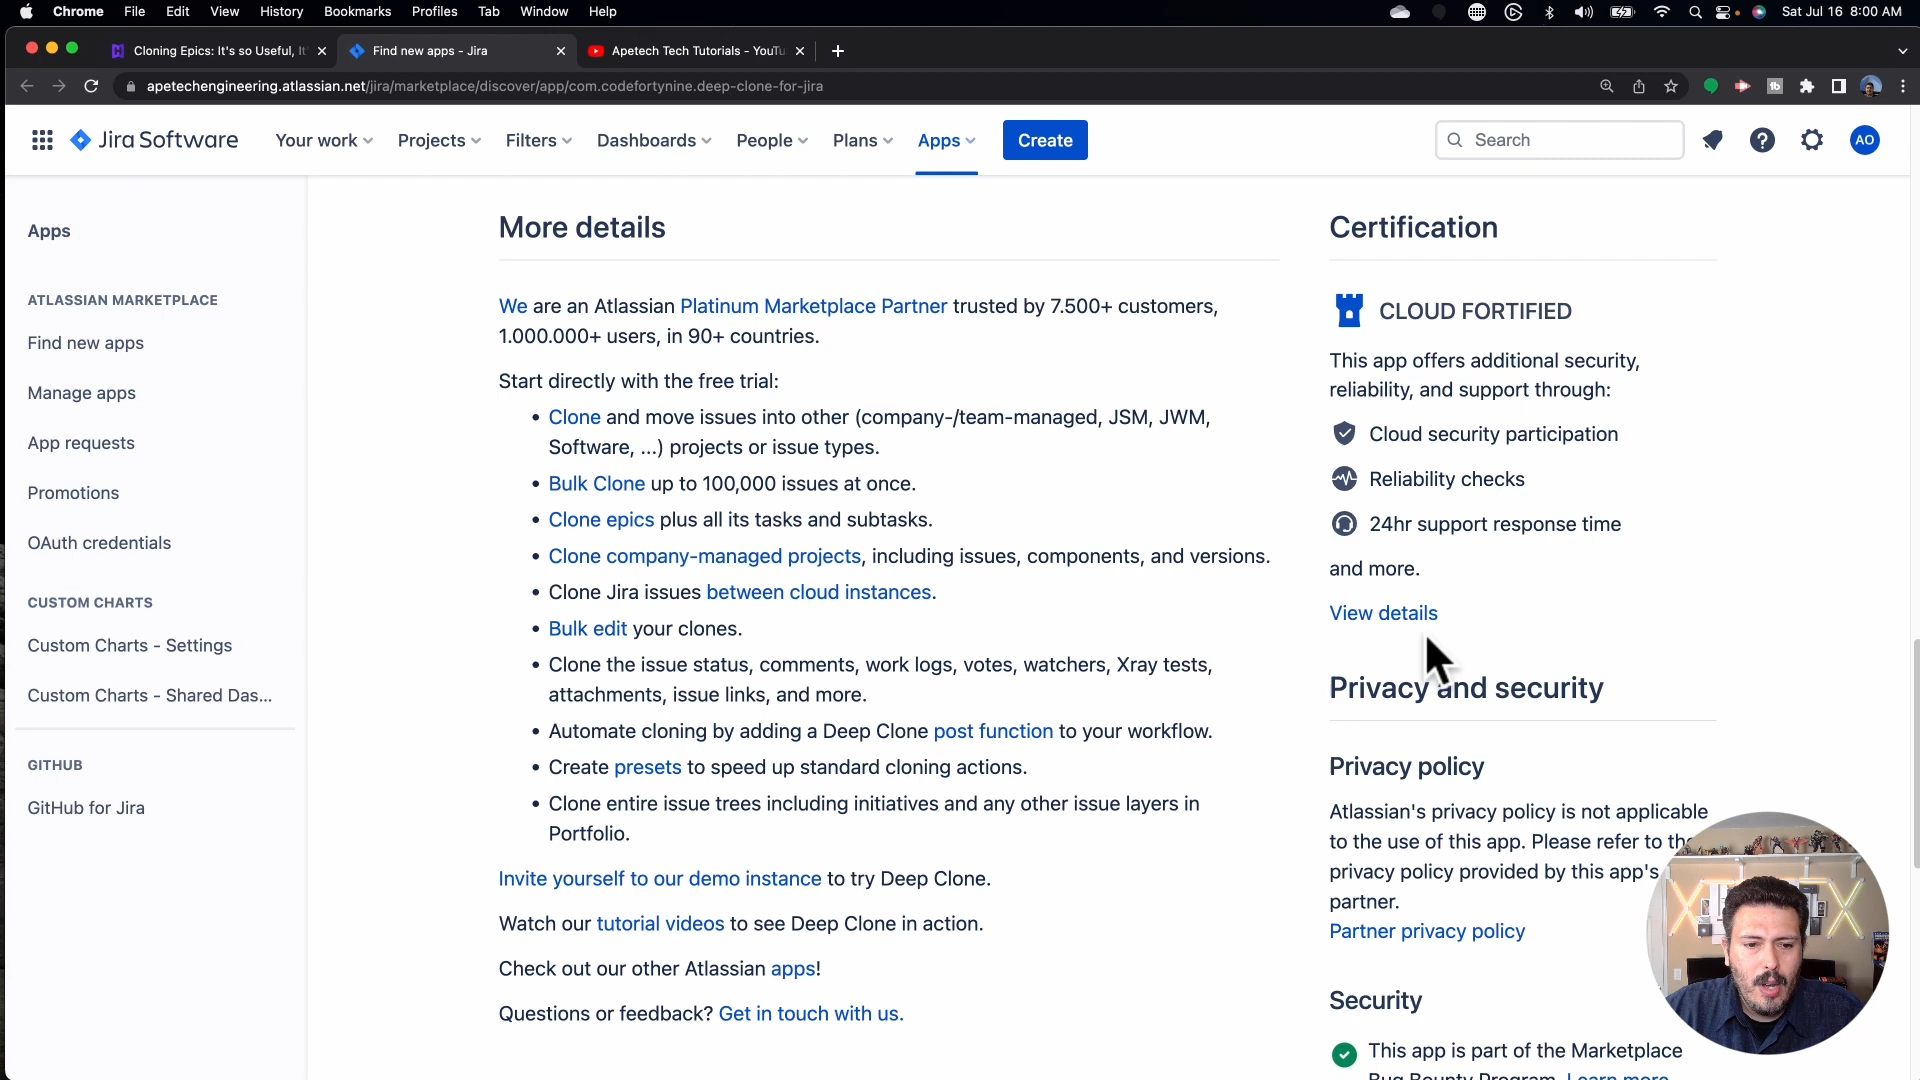 Chrome File Edit View History Bookmarks Profiles Tab Window Help Sat Jul 16 8:00 AM
Cloning Epics: It's so Useful, It' Find new apps - Jira Apetech Tech Tutorials - YouTu
apetechengineering.atlassian.net/jira/marketplace/discover/app/com.codefortynine.deep-clone-for-jira
Jira Software Your work Projects Filters Dashboards People Plans Apps Create Search AO
Apps
ATLASSIAN MARKETPLACE
Find new apps
Manage apps
App requests
Promotions
OAuth credentials
CUSTOM CHARTS
Custom Charts - Settings
Custom Charts - Shared Das...
GITHUB
GitHub for Jira
More details
We are an Atlassian Platinum Marketplace Partner trusted by 7.500+ customers,
1.000.000+ users, in 90+ countries.
Start directly with the free trial:
• Clone and move issues into other (company-/team-managed, JSM, JWM,
Software, ...) projects or issue types.
• Bulk Clone up to 100,000 issues at once.
• Clone epics plus all its tasks and subtasks.
• Clone company-managed projects, including issues, components, and versions.
• Clone Jira issues between cloud instances.
• Bulk edit your clones.
• Clone the issue status, comments, work logs, votes, watchers, Xray tests,
attachments, issue links, and more.
• Automate cloning by adding a Deep Clone post function to your workflow.
• Create presets to speed up standard cloning actions.
• Clone entire issue trees including initiatives and any other issue layers in
Portfolio.
Invite yourself to our demo instance to try Deep Clone.
Watch our tutorial videos to see Deep Clone in action.
Check out our other Atlassian apps!
Questions or feedback? Get in touch with us.
Certification
CLOUD FORTIFIED
This app offers additional security,
reliability, and support through:
Cloud security participation
Reliability checks
24hr support response time
and more.
View details
Privacy and security
Privacy policy
Atlassian's privacy policy is not applicable
to the use of this app. Please refer to the
privacy policy provided by this app's
partner.
Partner privacy policy
Security
This app is part of the Marketplace
Bug Bounty Program. Learn more